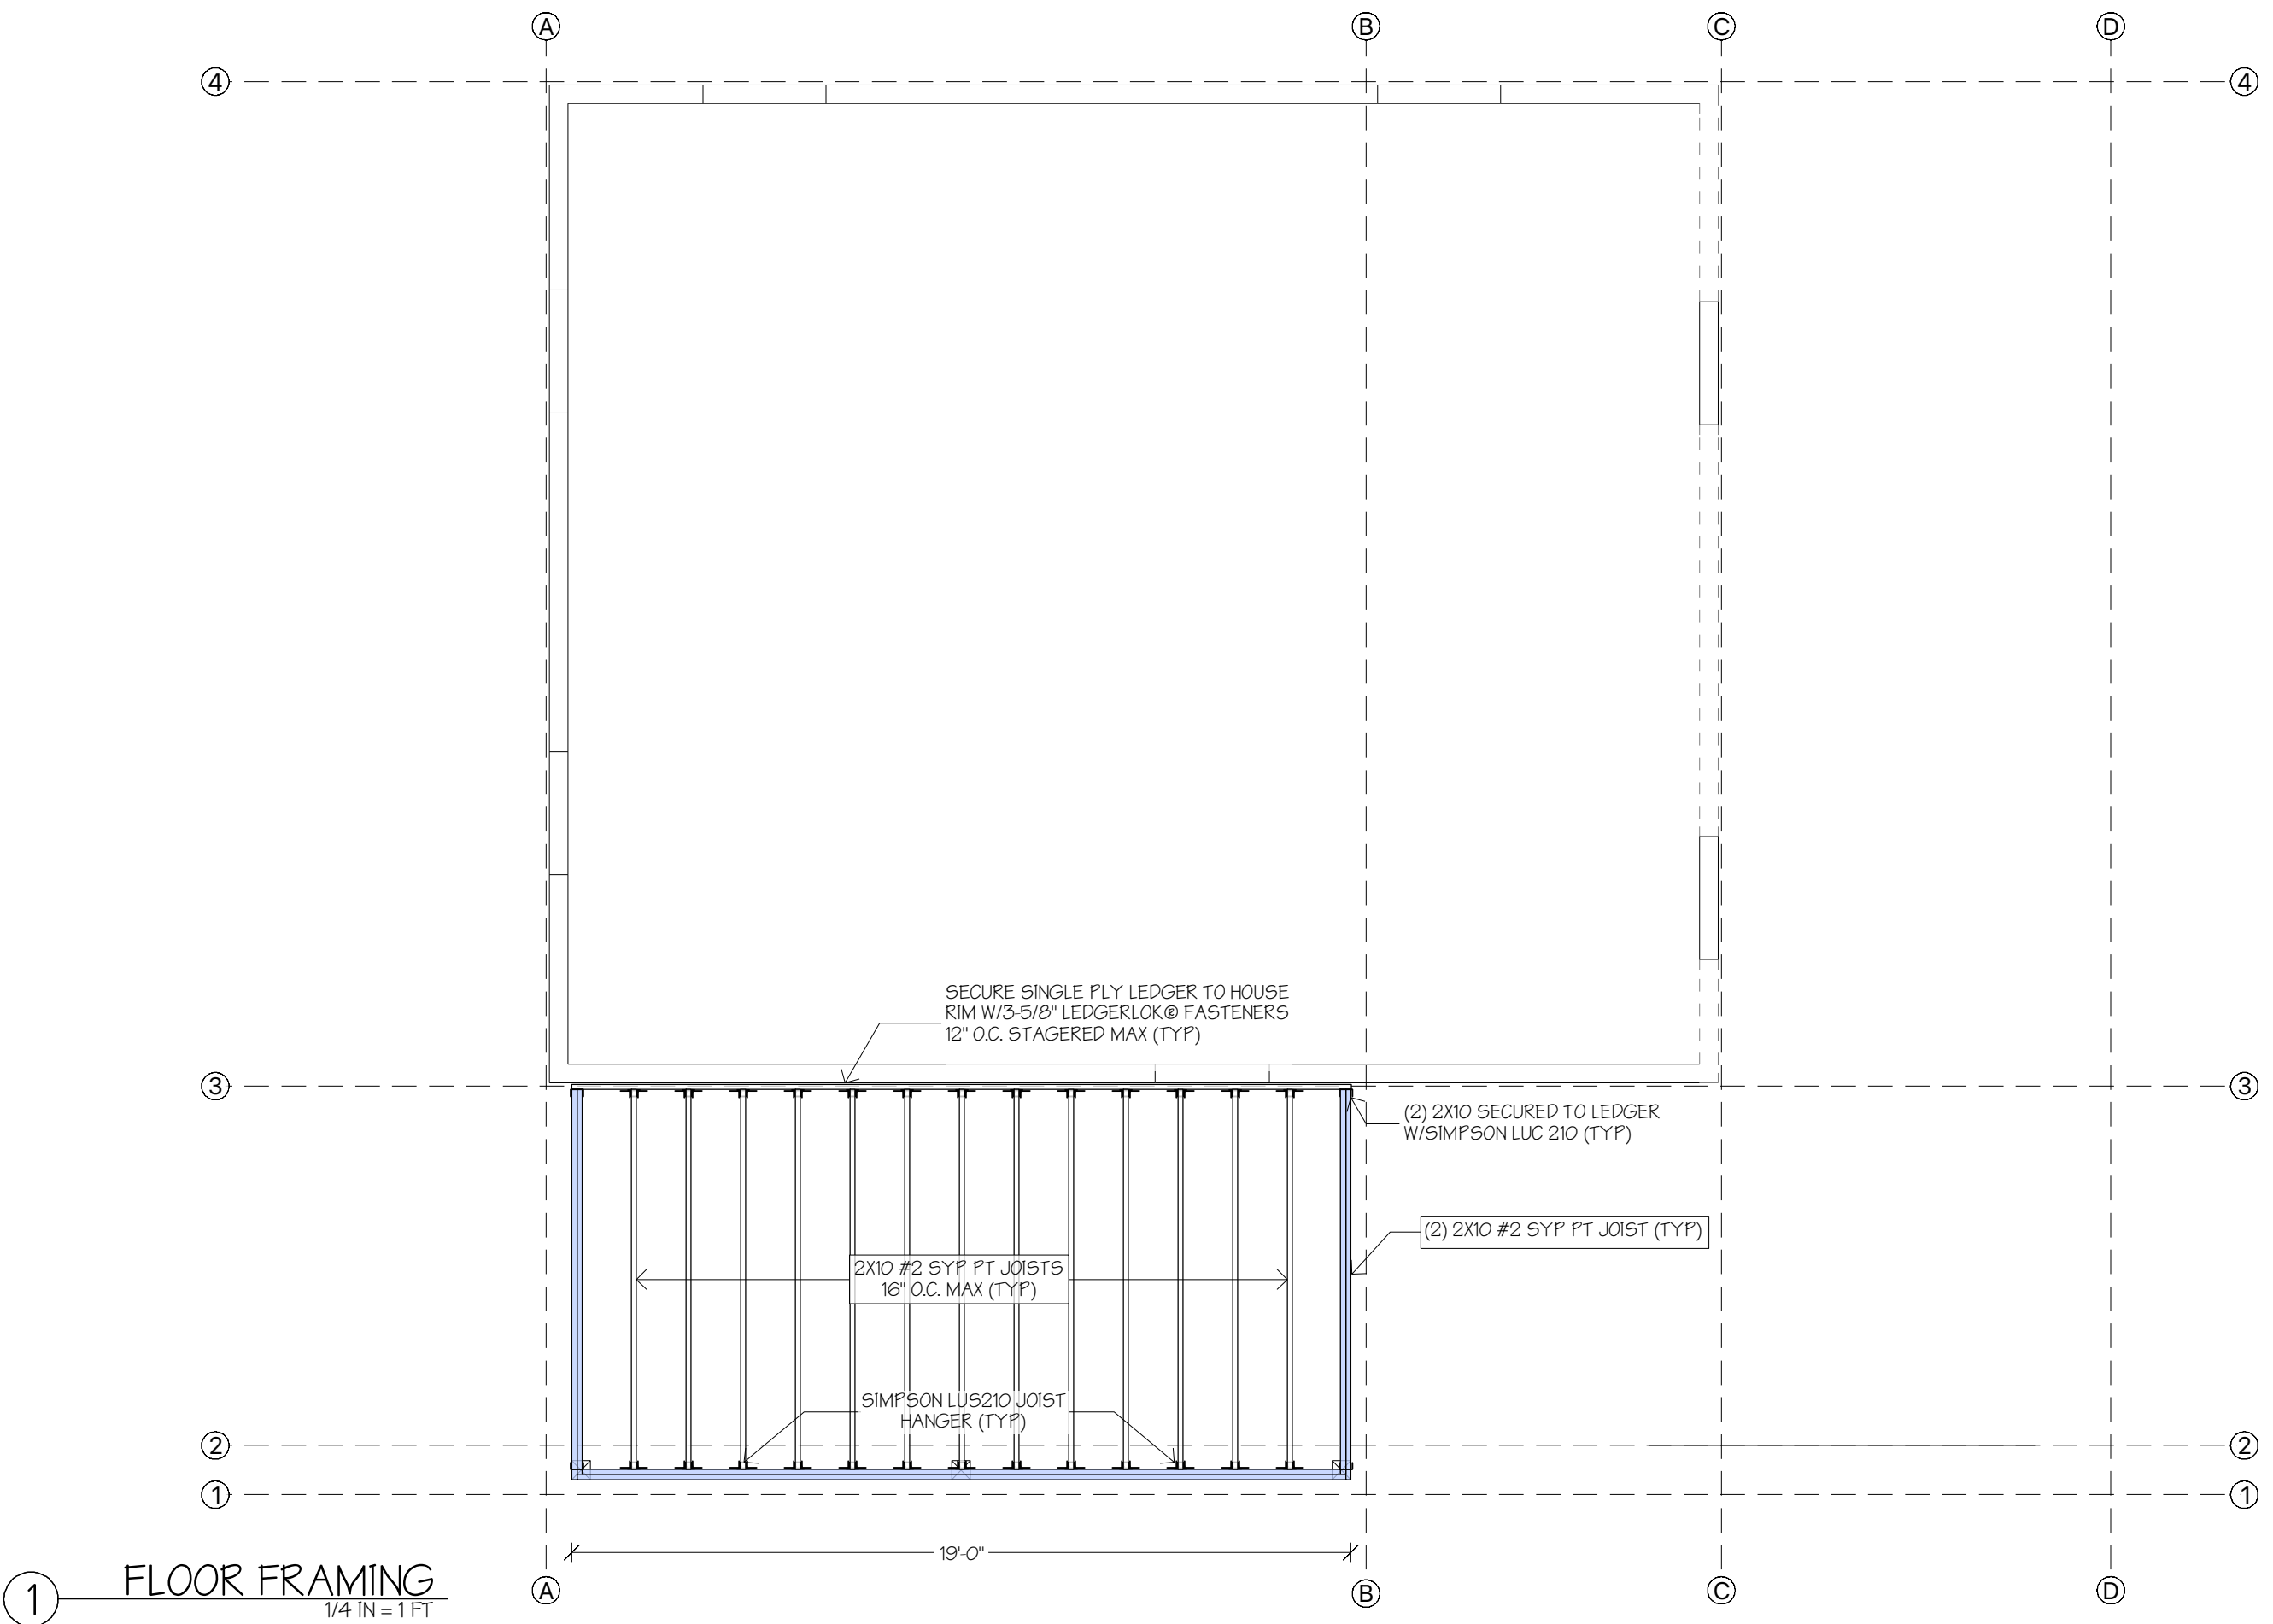 A B C D
4 4
SECURE SINGLE PLY LEDGER TO HOUSE
RIM W/3-5/8" LEDGERLOK® FASTENERS
12" O.C. STAGERED MAX (TYP)
3 3
(2) 2X10 SECURED TO LEDGER
W/SIMPSON LUC 210 (TYP)
(2) 2X10 #2 SYP PT JOIST (TYP)
2X10 #2 SYP PT JOISTS
16" O.C. MAX (TYP)
SIMPSON LUS210 JOIST
HANGER (TYP)
2 2
1 1
19'-0"
A B C D
1 FLOOR FRAMING
1/4 IN = 1 FT